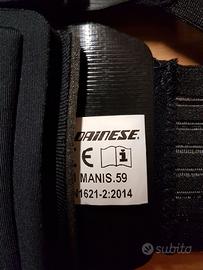 DAINESE
CE i
MANIS.59
1621-2:2014
subito